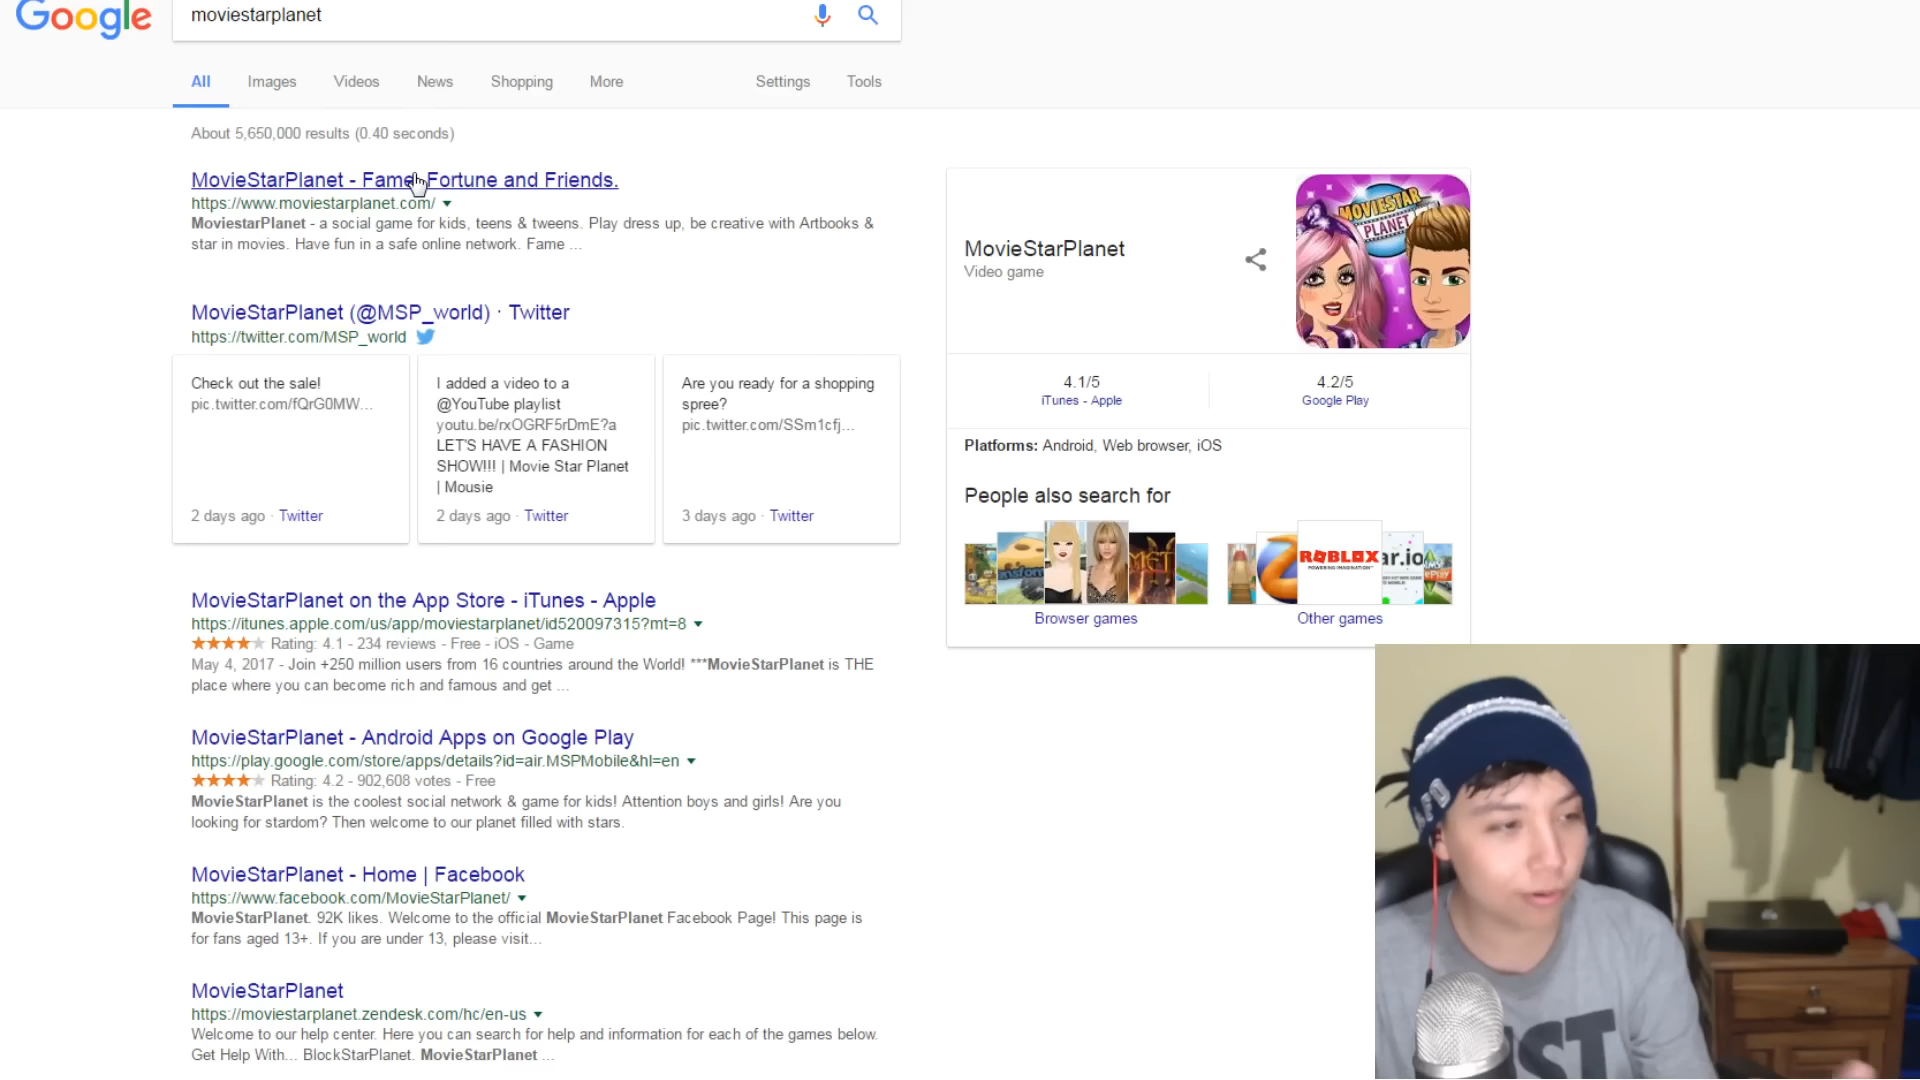 Google
moviestarplanet
All Images Videos News Shopping More Settings Tools
About 5,650,000 results (0.40 seconds)
MovieStarPlanet - Fame, Fortune and Friends.
https://www.moviestarplanet.com/
MoviestarPlanet - a social game for kids, teens & tweens. Play dress up, be creative with Artbooks &
star in movies. Have fun in a safe online network. Fame ...
MovieStarPlanet (@MSP_world) · Twitter
https://twitter.com/MSP_world
Check out the sale!
pic.twitter.com/fQrG0MW...
2 days ago · Twitter
I added a video to a
@YouTube playlist
youtu.be/rxOGRF5rDmE?a
LET'S HAVE A FASHION
SHOW!!! | Movie Star Planet
| Mousie
2 days ago · Twitter
Are you ready for a shopping
spree?
pic.twitter.com/SSm1cfj...
3 days ago · Twitter
MovieStarPlanet on the App Store - iTunes - Apple
https://itunes.apple.com/us/app/moviestarplanet/id520097315?mt=8
Rating: 4.1 - 234 reviews - Free - iOS - Game
May 4, 2017 - Join +250 million users from 16 countries around the World! ***MovieStarPlanet is THE
place where you can become rich and famous and get ...
MovieStarPlanet - Android Apps on Google Play
https://play.google.com/store/apps/details?id=air.MSPMobile&hl=en
Rating: 4.2 - 902,608 votes - Free
MovieStarPlanet is the coolest social network & game for kids! Attention boys and girls! Are you
looking for stardom? Then welcome to our planet filled with stars.
MovieStarPlanet - Home | Facebook
https://www.facebook.com/MovieStarPlanet/
MovieStarPlanet. 92K likes. Welcome to the official MovieStarPlanet Facebook Page! This page is
for fans aged 13+. If you are under 13, please visit...
MovieStarPlanet
https://moviestarplanet.zendesk.com/hc/en-us
Welcome to our help center. Here you can search for help and information for each of the games below.
Get Help With... BlockStarPlanet. MovieStarPlanet ...
MovieStarPlanet
Video game
MOVIESTAR
PLANET
4.1/5
iTunes - Apple
4.2/5
Google Play
Platforms: Android, Web browser, iOS
People also search for
ROBLOX
POWERING IMAGINATION
ar.io
Browser games
Other games